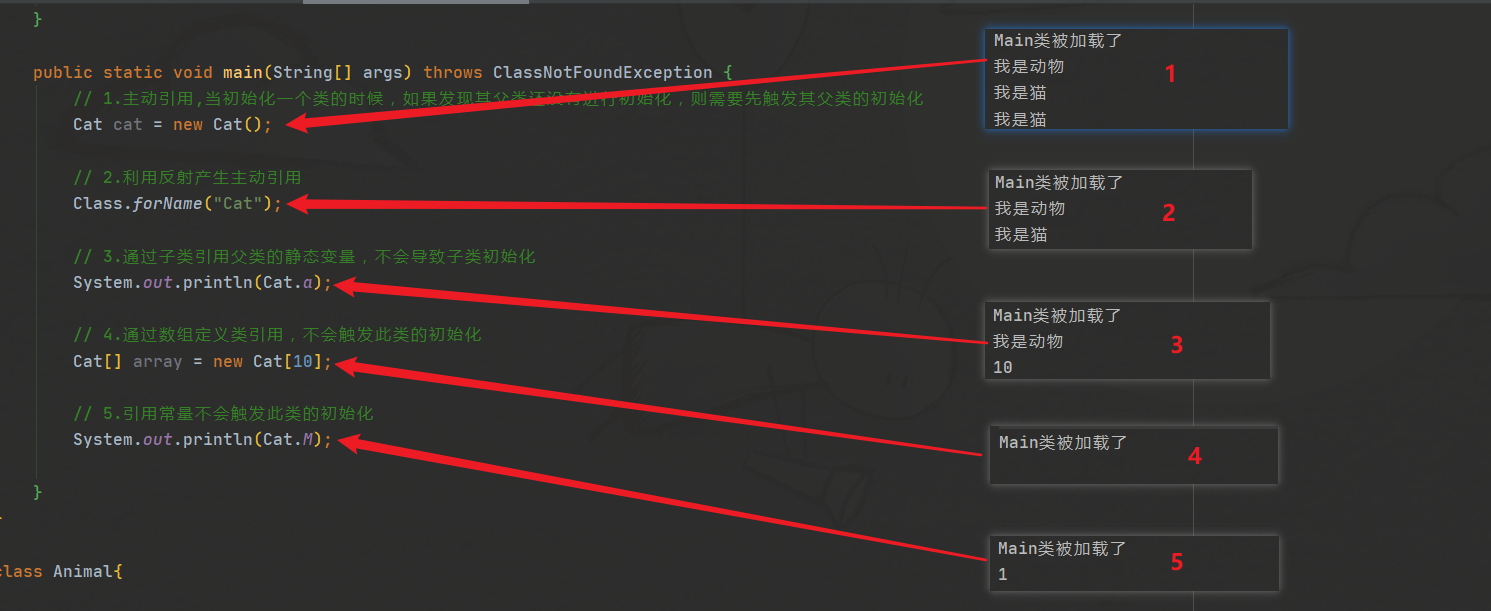 }
public static void main(String[] args) throws ClassNotFoundException {
// 1.主动引用,当初始化一个类的时候，如果发现其父类还没有进行初始化，则需要先触发其父类的初始化
Cat cat = new Cat();
// 2.利用反射产生主动引用
Class.forName("Cat");
// 3.通过子类引用父类的静态变量，不会导致子类初始化
System.out.println(Cat.a);
// 4.通过数组定义类引用，不会触发此类的初始化
Cat[] array = new Cat[10];
// 5.引用常量不会触发此类的初始化
System.out.println(Cat.M);
}
class Animal{
Main类被加载了
我是动物
我是猫
我是猫
1
Main类被加载了
我是动物
我是猫
2
Main类被加载了
我是动物
10
3
Main类被加载了
4
Main类被加载了
1
5